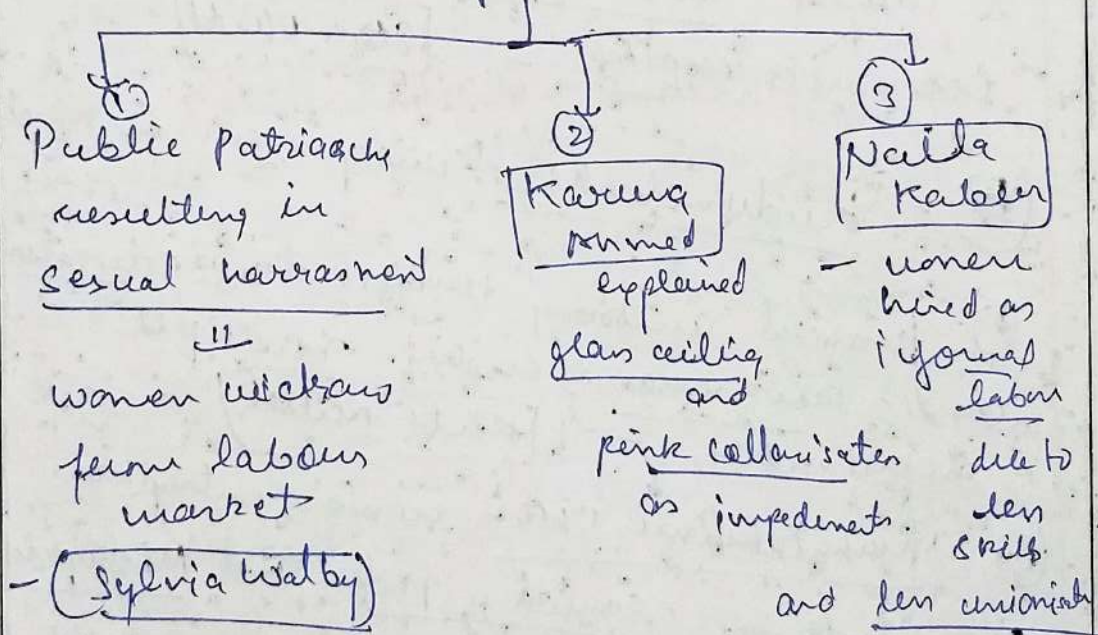 ①
Public Patriarchy
resulting in
sexual harrasment
women widraw
from labour
market
- (Sylvia Walby)
②
Karuna
Ahmed
explained
glass ceiling
and
pink collarisation
as impediments.
③
Naila
Kabeer
- women
hired as
informal
labour
due to
less
skills.
and less unionisation